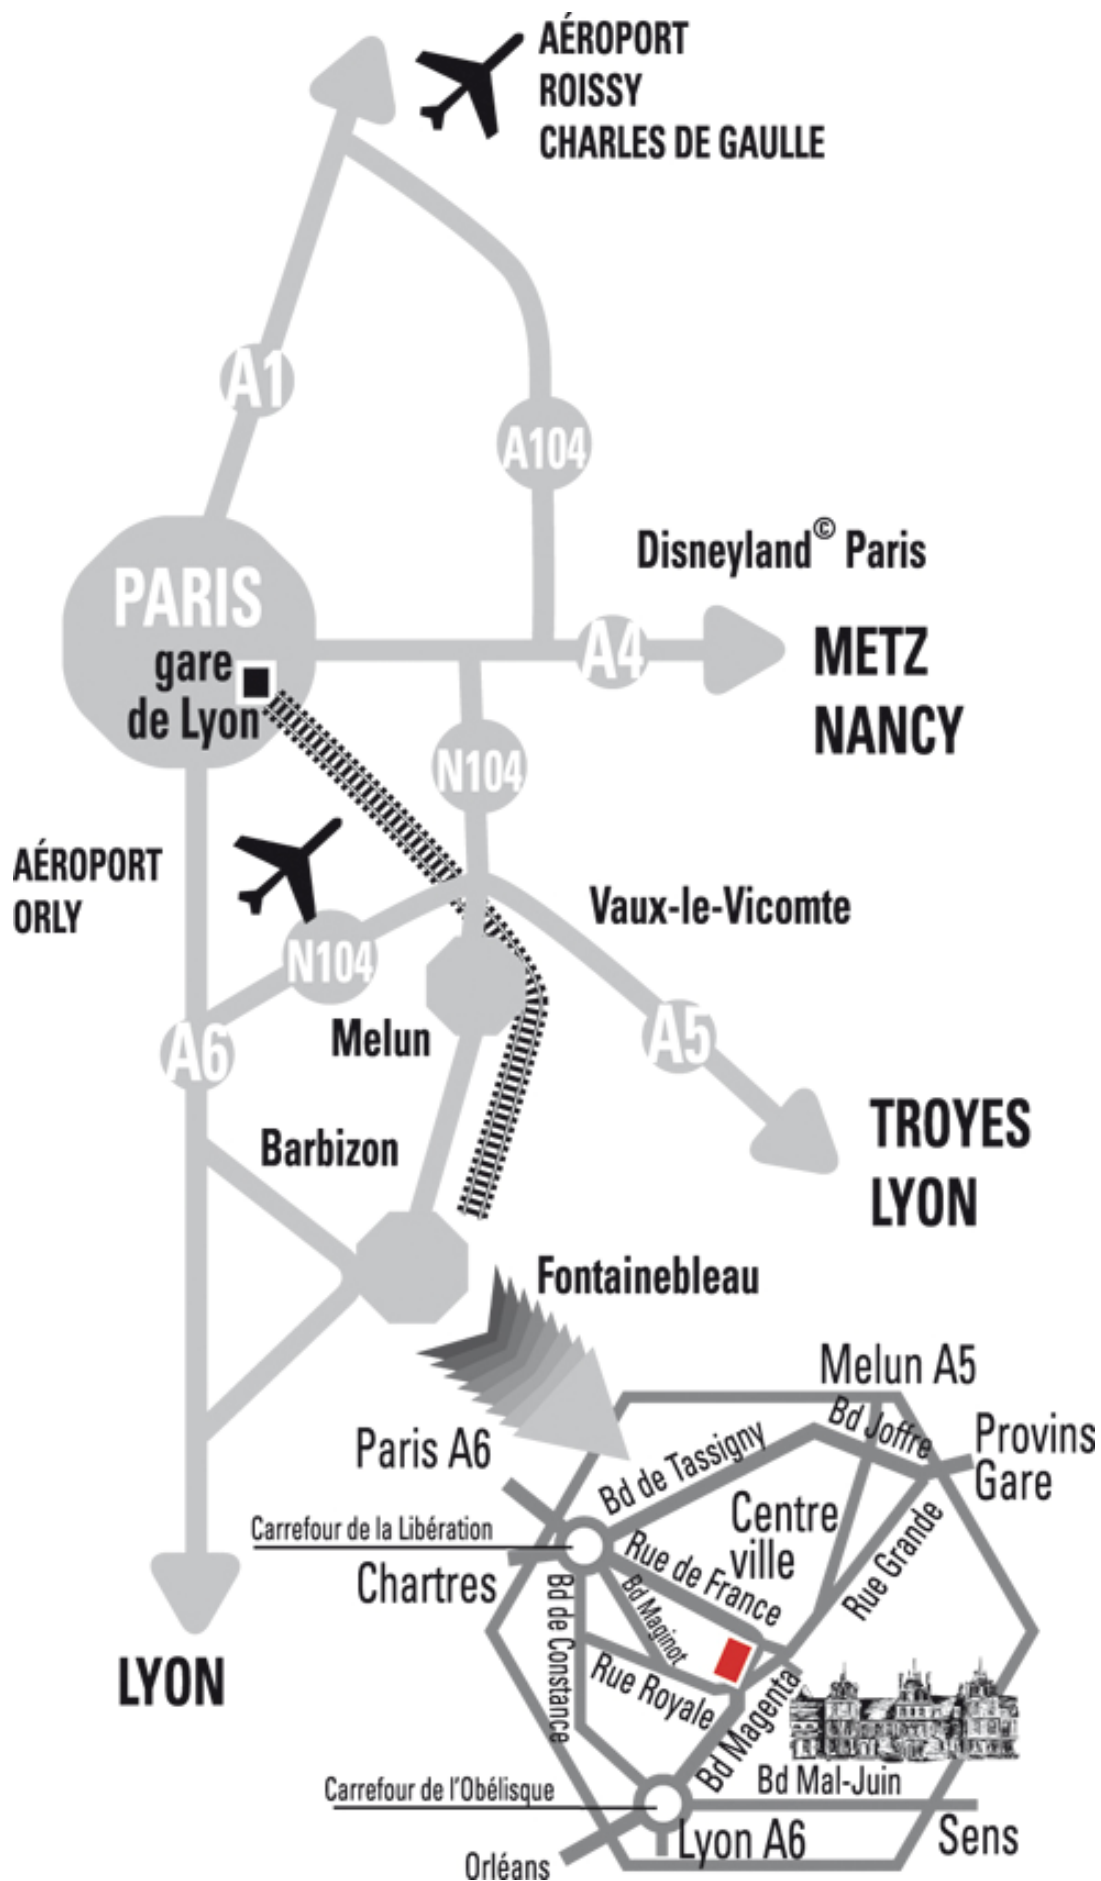 AÉROPORT
ROISSY
CHARLES DE GAULLE
A1
A104
Disneyland© Paris
PARIS
gare
de Lyon
A4
METZ
NANCY
N104
AÉROPORT
ORLY
Vaux-le-Vicomte
N104
A6
Melun
A5
Barbizon
TROYES
LYON
Fontainebleau
Melun A5
Paris A6
Bd de Tassigny
Bd Joffre
Provins
Gare
Carrefour de la Libération
Centre
ville
Chartres
Rue de France
Rue Grande
Bd Maginot
Bd de Constance
LYON
Rue Royale
Bd Magenta
Carrefour de l'Obélisque
Bd Mal-Juin
Lyon A6
Sens
Orléans